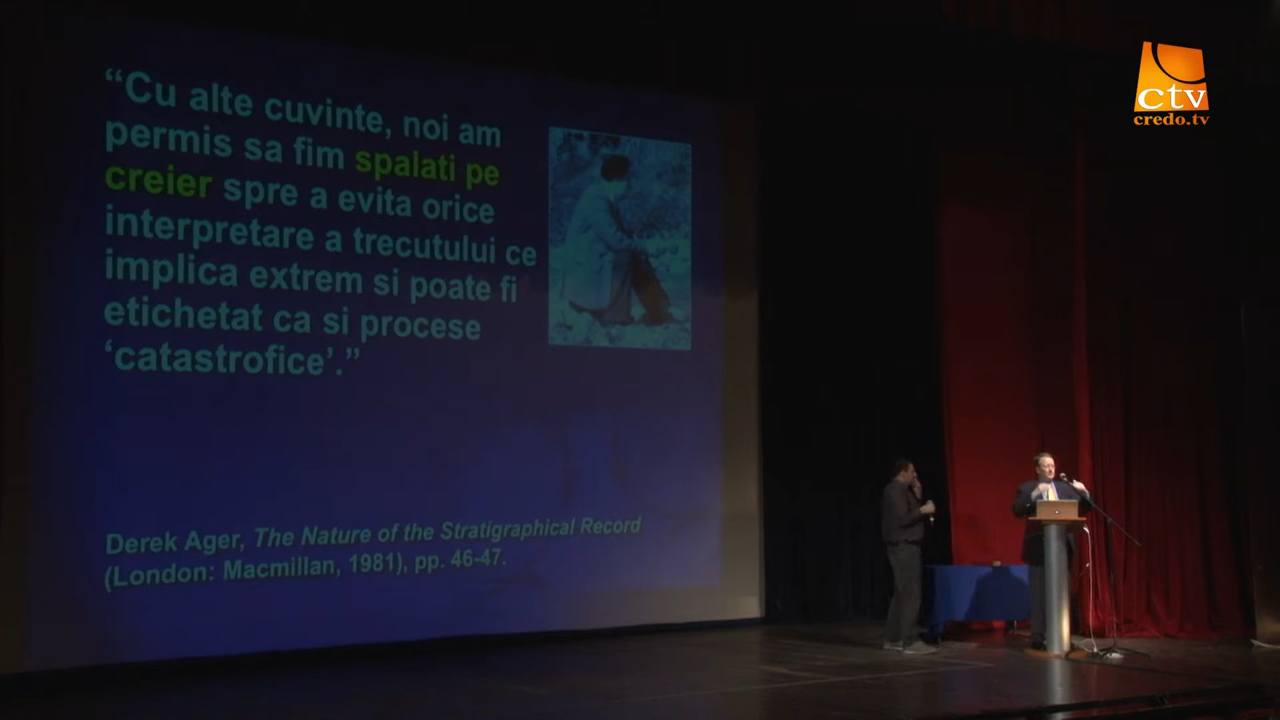 “Cu alte cuvinte, noi am
permis sa fim spalati pe
creier spre a evita orice
interpretare a trecutului ce
implica extrem si poate fi
etichetat ca si procese
‘catastrofice’.”
Derek Ager, The Nature of the Stratigraphical Record
(London: Macmillan, 1981), pp. 46-47.
ctv
credo.tv